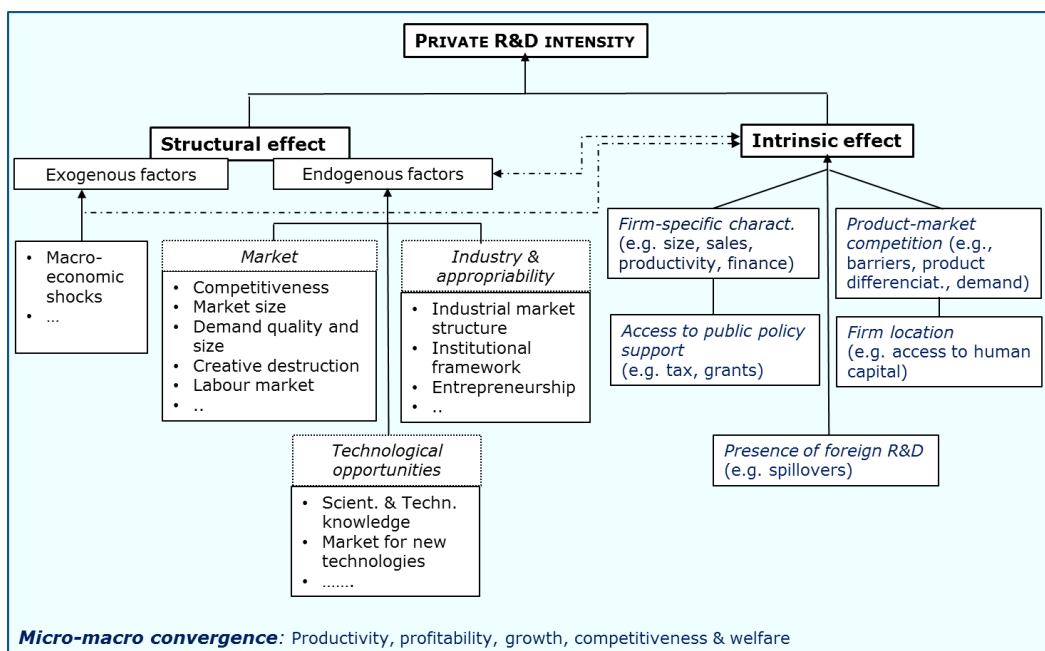 PRIVATE R&D INTENSITY
Structural effect
Intrinsic effect
Exogenous factors
Endogenous factors
• Macro-
economic
shocks
• ...
Market
• Competitiveness
• Market size
• Demand quality and
size
• Creative destruction
• Labour market
• ..
Industry &
appropriability
• Industrial market
structure
• Institutional
framework
• Entrepreneurship
• ..
Technological
opportunities
• Scient. & Techn.
knowledge
• Market for new
technologies
• …….
Firm-specific charact.
(e.g. size, sales,
productivity, finance)
Product-market
competition (e.g.,
barriers, product
differenciat., demand)
Access to public policy
support
(e.g. tax, grants)
Firm location
(e.g. access to human
capital)
Presence of foreign R&D
(e.g. spillovers)
Micro-macro convergence: Productivity, profitability, growth, competitiveness & welfare